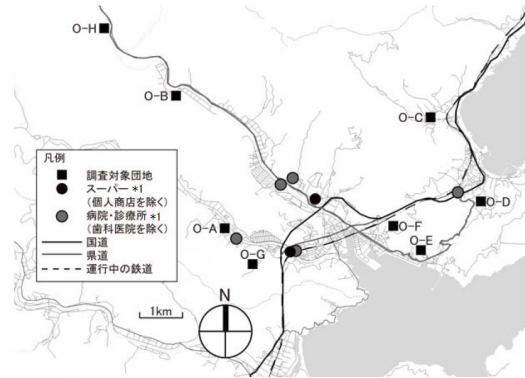 O-H
O-B
O-C
凡例
調査対象団地
スーパー *1
(個人商店を除く)
病院・診療所 *1
(歯科医院を除く)
国道
県道
運行中の鉄道
O-D
O-A
O-F
O-E
O-G
1km
N